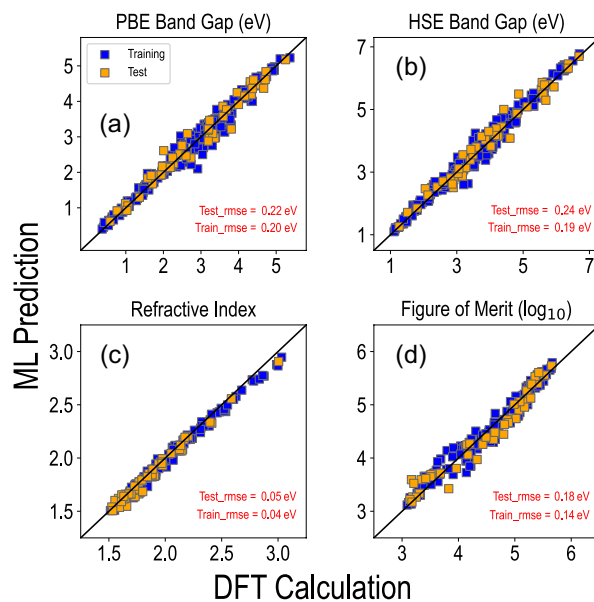 PBE Band Gap (eV)
HSE Band Gap (eV)
Training
Test
(a)
5
4
3
2
1
1 2 3 4 5
Test_rmse = 0.22 eV
Train_rmse = 0.20 eV
(b)
7
5
3
1
1 3 5 7
Test_rmse = 0.24 eV
Train_rmse = 0.19 eV
ML Prediction
Refractive Index
Figure of Merit (log₁₀)
(c)
3.0
2.5
2.0
1.5
1.5 2.0 2.5 3.0
Test_rmse = 0.05 eV
Train_rmse = 0.04 eV
(d)
6
5
4
3
3 4 5 6
Test_rmse = 0.18 eV
Train_rmse = 0.14 eV
DFT Calculation